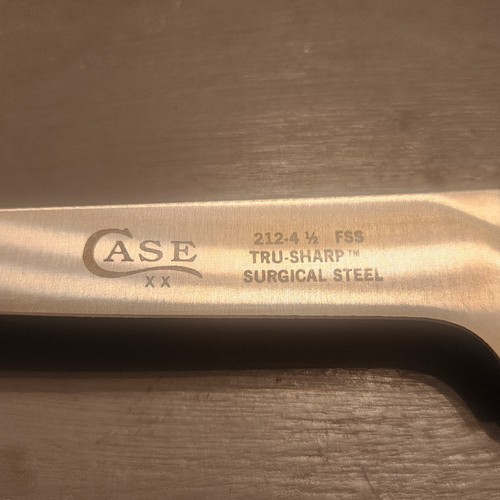 CASE
XX
212-4 ½ FSS
TRU-SHARP™
SURGICAL STEEL